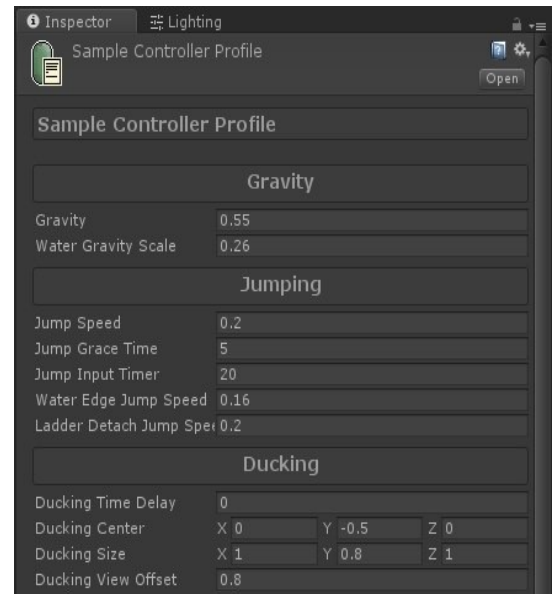 Inspector Lighting
Sample Controller Profile
Open
Sample Controller Profile
Gravity
Gravity 0.55
Water Gravity Scale 0.26
Jumping
Jump Speed 0.2
Jump Grace Time 5
Jump Input Timer 20
Water Edge Jump Speed 0.16
Ladder Detach Jump Spee 0.2
Ducking
Ducking Time Delay 0
Ducking Center X 0 Y -0.5 Z 0
Ducking Size X 1 Y 0.8 Z 1
Ducking View Offset 0.8